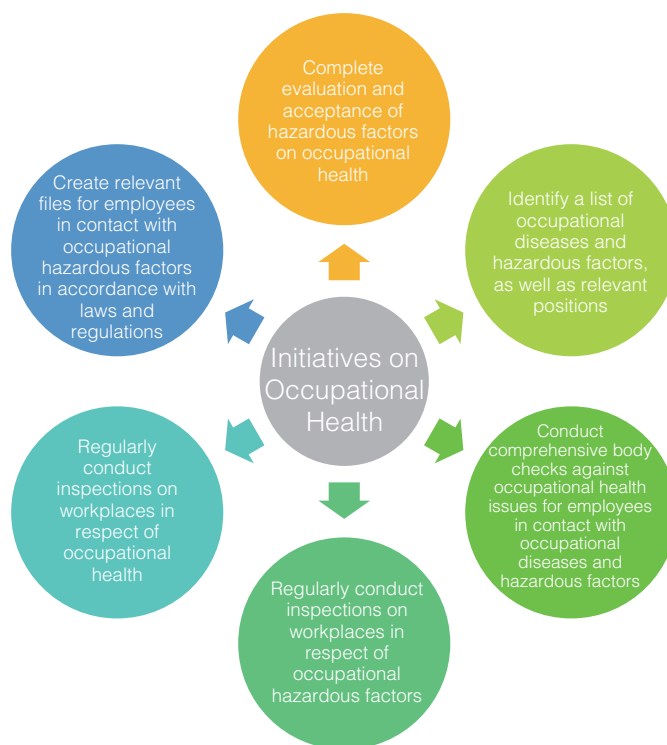 Complete
evaluation and
acceptance of
hazardous factors
on occupational
health
Identify a list of
occupational
diseases and
hazardous factors,
as well as relevant
positions
Conduct
comprehensive body
checks against
occupational health
issues for employees
in contact with
occupational
diseases and
hazardous factors
Regularly conduct
inspections on
workplaces in
respect of
occupational
hazardous factors
Regularly
conduct
inspections on
workplaces in
respect of
occupational
health
Create relevant
files for employees
in contact with
occupational
hazardous factors
in accordance with
laws and
regulations
Initiatives on
Occupational
Health